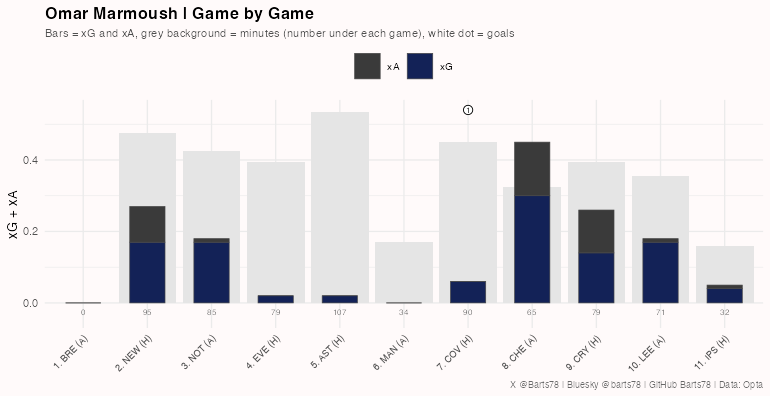 Omar Marmoush | Game by Game
Bars = xG and xA, grey background = minutes (number under each game), white dot = goals
xA xG
xG + xA
0.4
0.2
0.0
1
0 95 85 79 107 34 90 65 79 71 32
1. BRE (A)
2. NEW (H)
3. NOT (A)
4. EVE (H)
5. AST (H)
6. MAN (A)
7. COV (H)
8. CHE (A)
9. CRY (H)
10. LEE (A)
11. IPS (H)
X @Barts78 | Bluesky @barts78 | GitHub Barts78 | Data: Opta